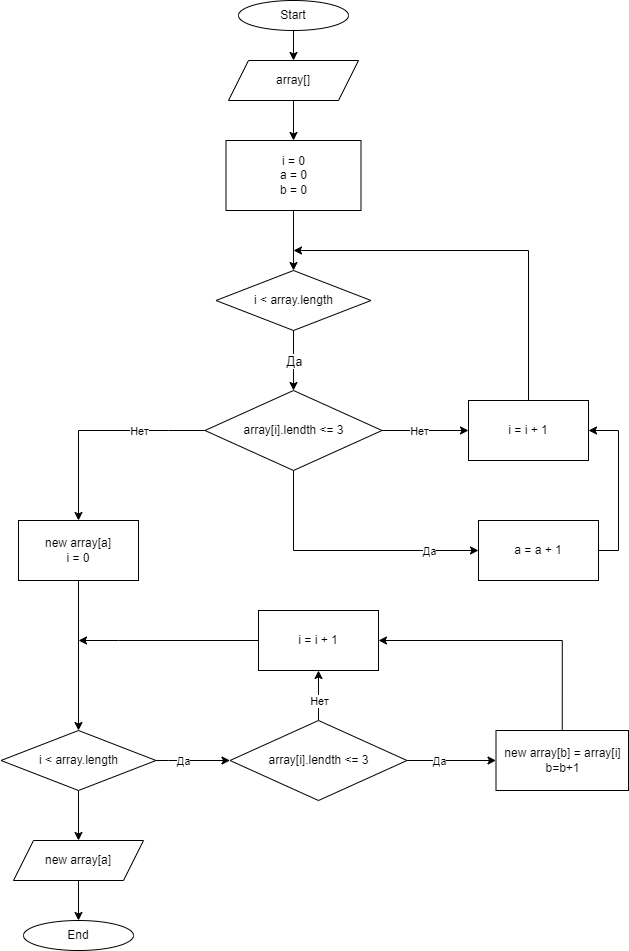 Start
array[]
i = 0
a = 0
b = 0
i < array.length
Да
array[i].lendth <= 3
Нет
Нет
i = i + 1
Да
a = a + 1
new array[a]
i = 0
i = i + 1
Нет
i < array.length
Да
array[i].lendth <= 3
Да
new array[b] = array[i]
b=b+1
new array[a]
End